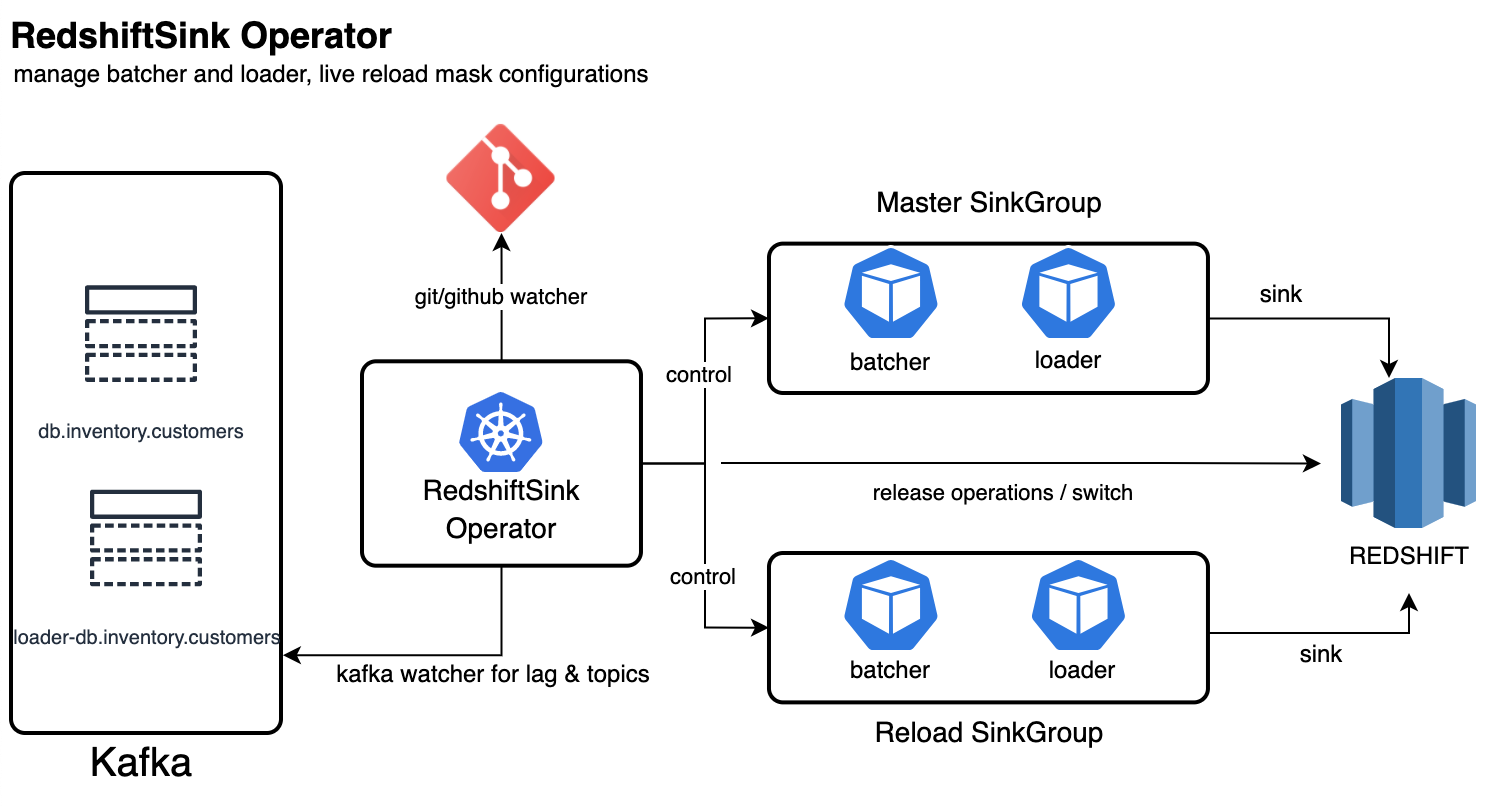 RedshiftSink Operator
manage batcher and loader, live reload mask configurations
db.inventory.customers
loader-db.inventory.customers
Kafka
git/github watcher
RedshiftSink
Operator
kafka watcher for lag & topics
control
control
Master SinkGroup
batcher
loader
sink
release operations / switch
REDSHIFT
batcher
loader
sink
Reload SinkGroup